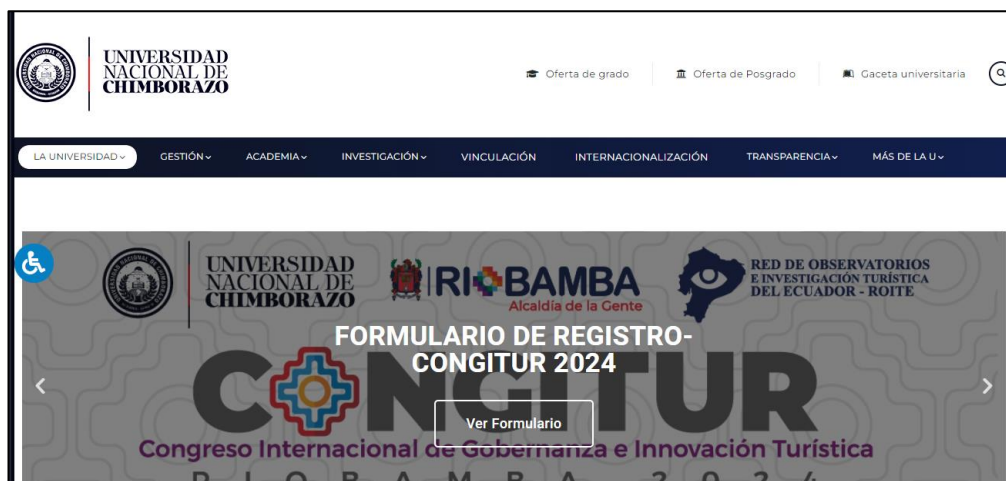 UNIVERSIDAD
NACIONAL DE
CHIMBORAZO
Oferta de grado
Oferta de Posgrado
Gaceta universitaria
LA UNIVERSIDAD
GESTIÓN
ACADEMIA
INVESTIGACIÓN
VINCULACIÓN
INTERNACIONALIZACIÓN
TRANSPARENCIA
MÁS DE LA U
UNIVERSIDAD
NACIONAL DE
CHIMBORAZO
RIOBAMBA
Alcaldía de la Gente
RED DE OBSERVATORIOS
E INVESTIGACIÓN TURÍSTICA
DEL ECUADOR - ROITE
FORMULARIO DE REGISTRO-
CONGITUR 2024
CONGITUR
Ver Formulario
Congreso Internacional de Gobernanza e Innovación Turística
RIOBAMBA 2024